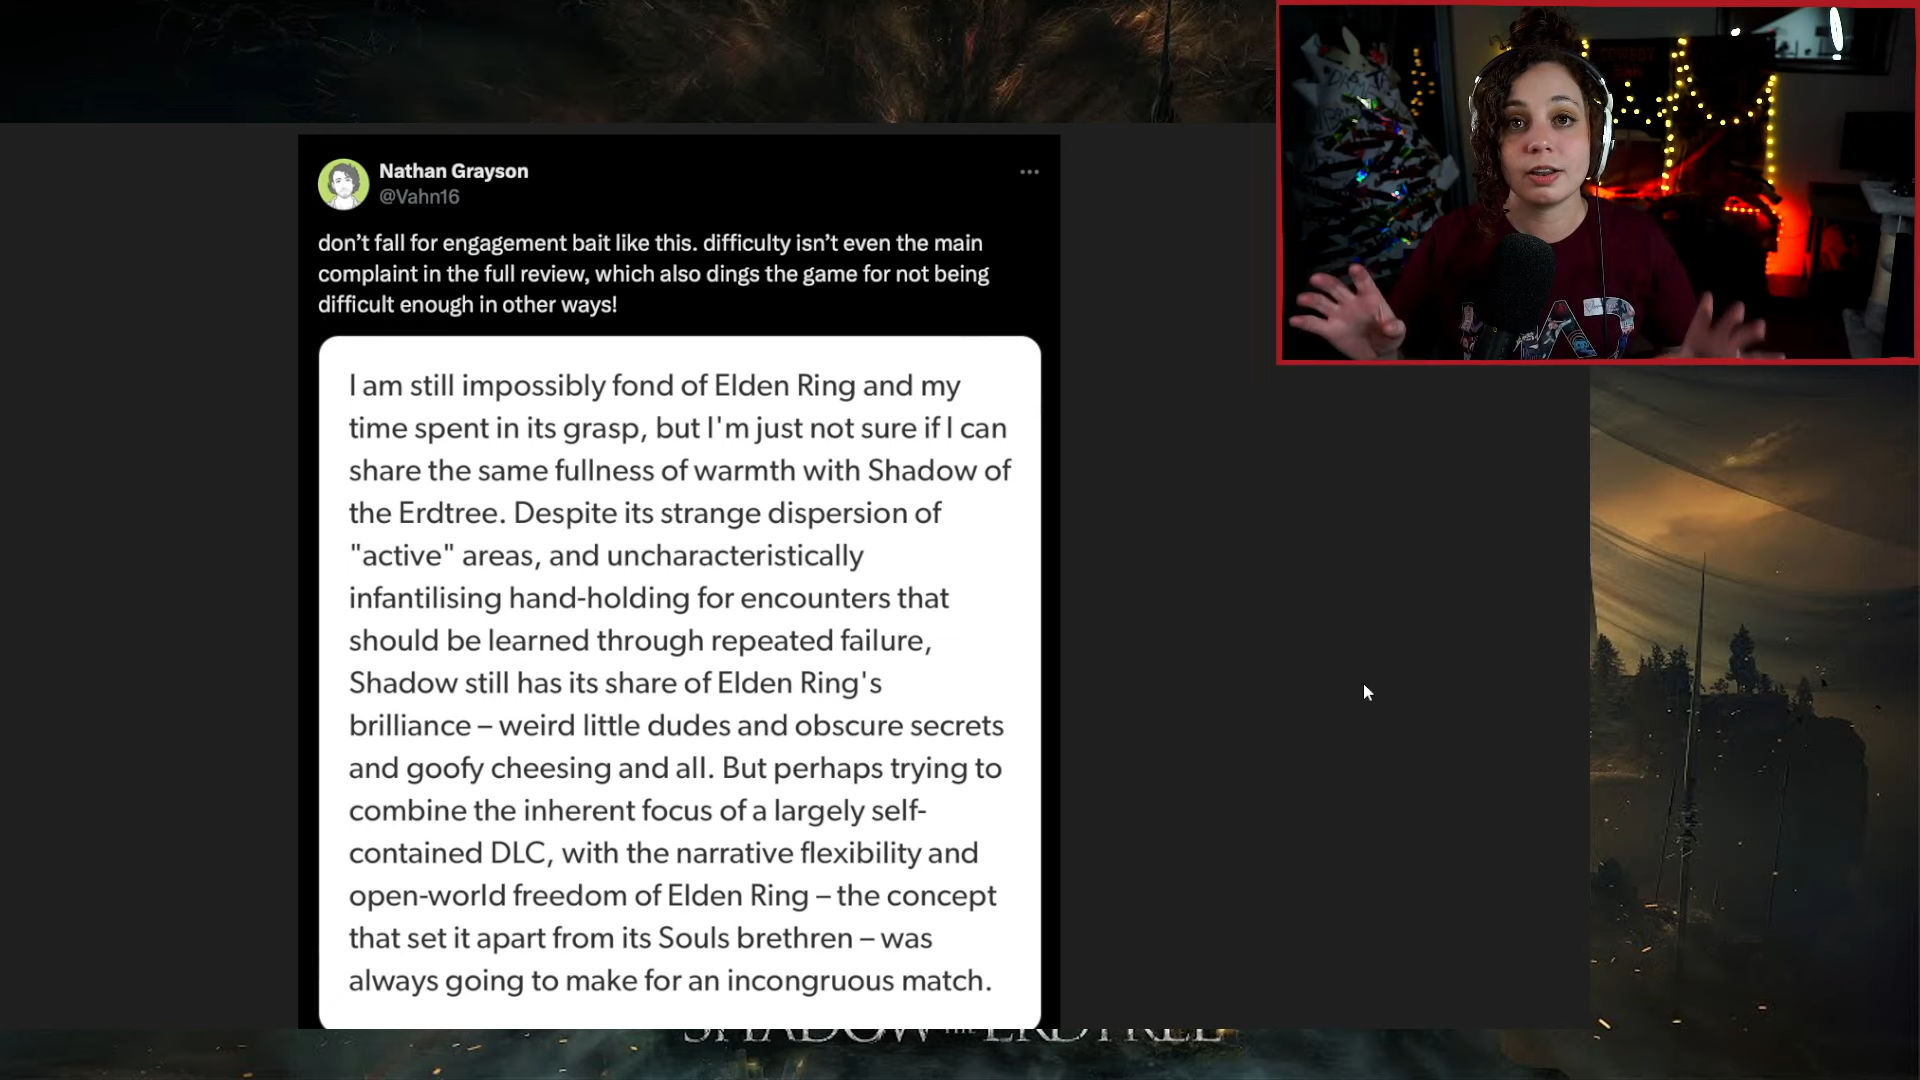 Nathan Grayson
@Vahn16
don't fall for engagement bait like this. difficulty isn't even the main
complaint in the full review, which also dings the game for not being
difficult enough in other ways!
I am still impossibly fond of Elden Ring and my
time spent in its grasp, but I'm just not sure if I can
share the same fullness of warmth with Shadow of
the Erdtree. Despite its strange dispersion of
"active" areas, and uncharacteristically
infantilising hand-holding for encounters that
should be learned through repeated failure,
Shadow still has its share of Elden Ring's
brilliance – weird little dudes and obscure secrets
and goofy cheesing and all. But perhaps trying to
combine the inherent focus of a largely self-
contained DLC, with the narrative flexibility and
open-world freedom of Elden Ring – the concept
that set it apart from its Souls brethren – was
always going to make for an incongruous match.
SHADOW OF THE ERDTREE